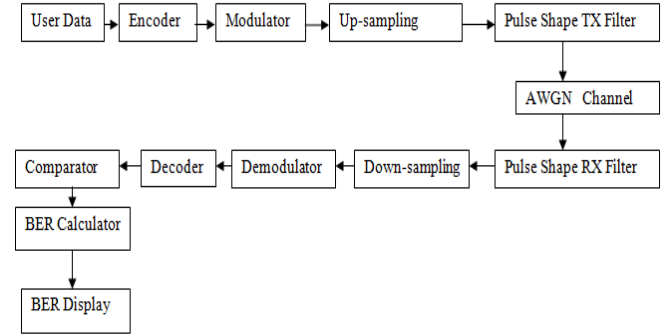 User Data
Encoder
Modulator
Up-sampling
Pulse Shape TX Filter
AWGN Channel
Comparator
Decoder
Demodulator
Down-sampling
Pulse Shape RX Filter
BER Calculator
BER Display